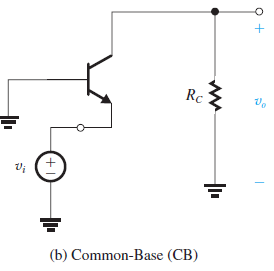 +
R_C
v_o
v_i
+
−
−
(b) Common-Base (CB)